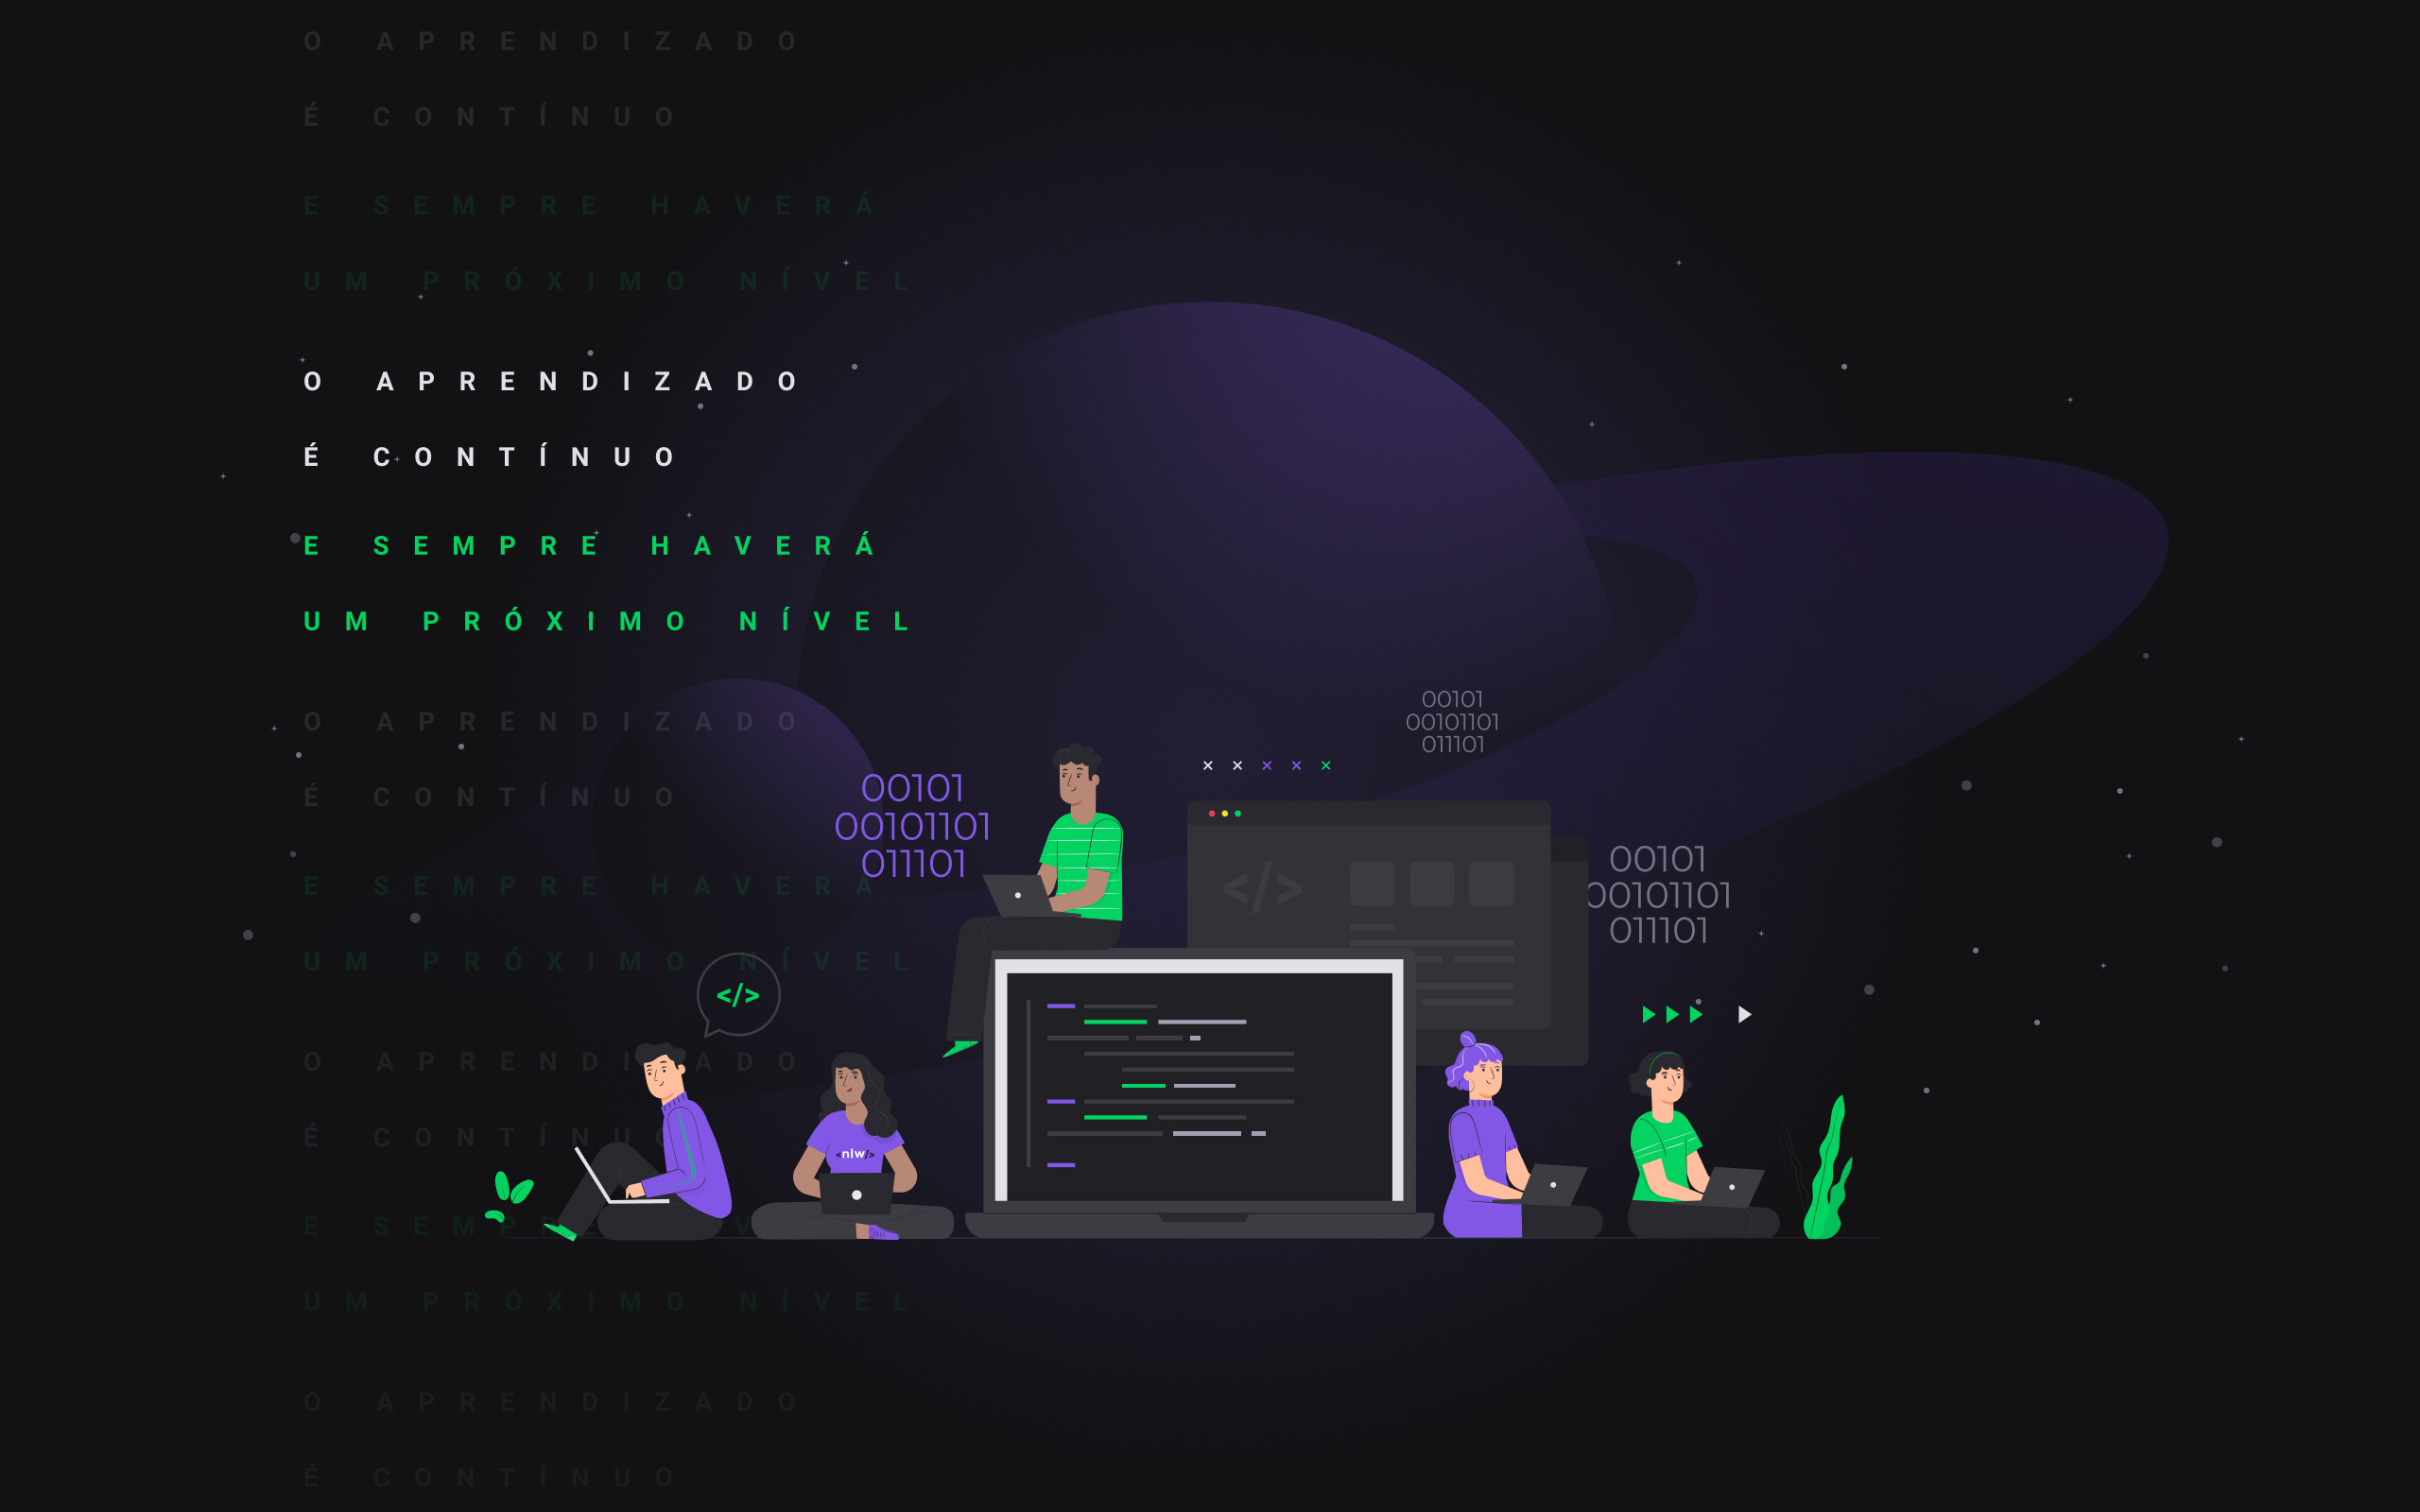 O APRENDIZADO
É CONTÍNUO
E SEMPRE HAVERÁ
UM PRÓXIMO NÍVEL
O APRENDIZADO
É CONTÍNUO
E SEMPRE HAVERÁ
UM PRÓXIMO NÍVEL
O APRENDIZADO
É CONTÍNUO
E SEMPRE HAVERÁ
UM PRÓXIMO NÍVEL
O APRENDIZADO
É CONTÍNUO
E SEMPRE HAVERÁ
UM PRÓXIMO NÍVEL
O APRENDIZADO
É CONTÍNUO
00101
00101101
011101
00101
00101101
011101
00101
00101101
011101
</>
</>
<nlw/>